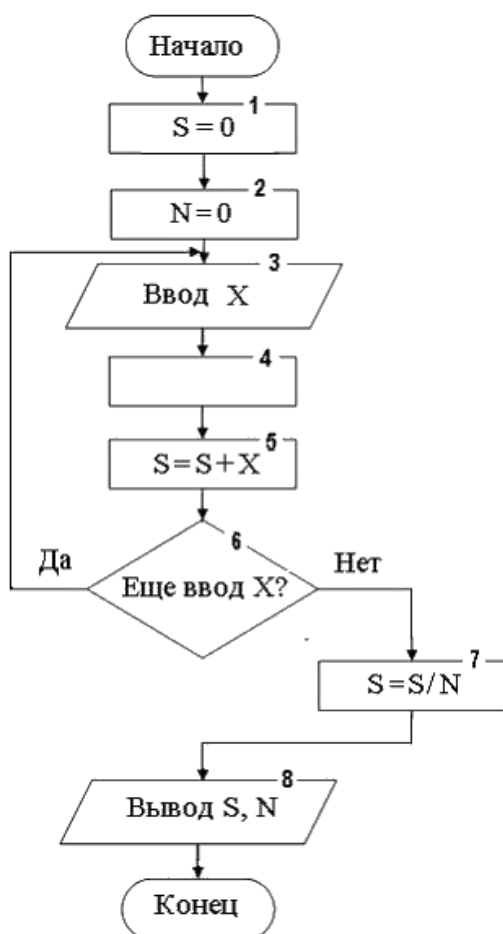 Начало
1
S = 0
2
N=0
3
Ввод X
4
5
S=S+X
6
Да
Еще ввод X?
Нет
7
S=S/N
8
Вывод S, N
Конец